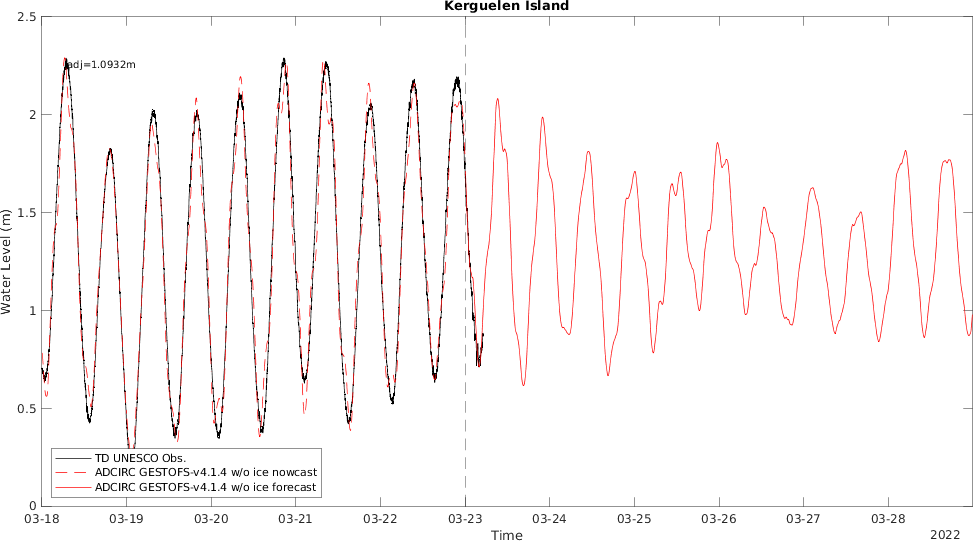 Kerguelen Island
2.5
adj=1.0932m
2
1.5
Water Level (m)
1
0.5
TD UNESCO Obs.
ADCIRC GESTOFS-v4.1.4 w/o ice nowcast
ADCIRC GESTOFS-v4.1.4 w/o ice forecast
0
03-18 03-19 03-20 03-21 03-22 03-23 03-24 03-25 03-26 03-27 03-28
Time
2022